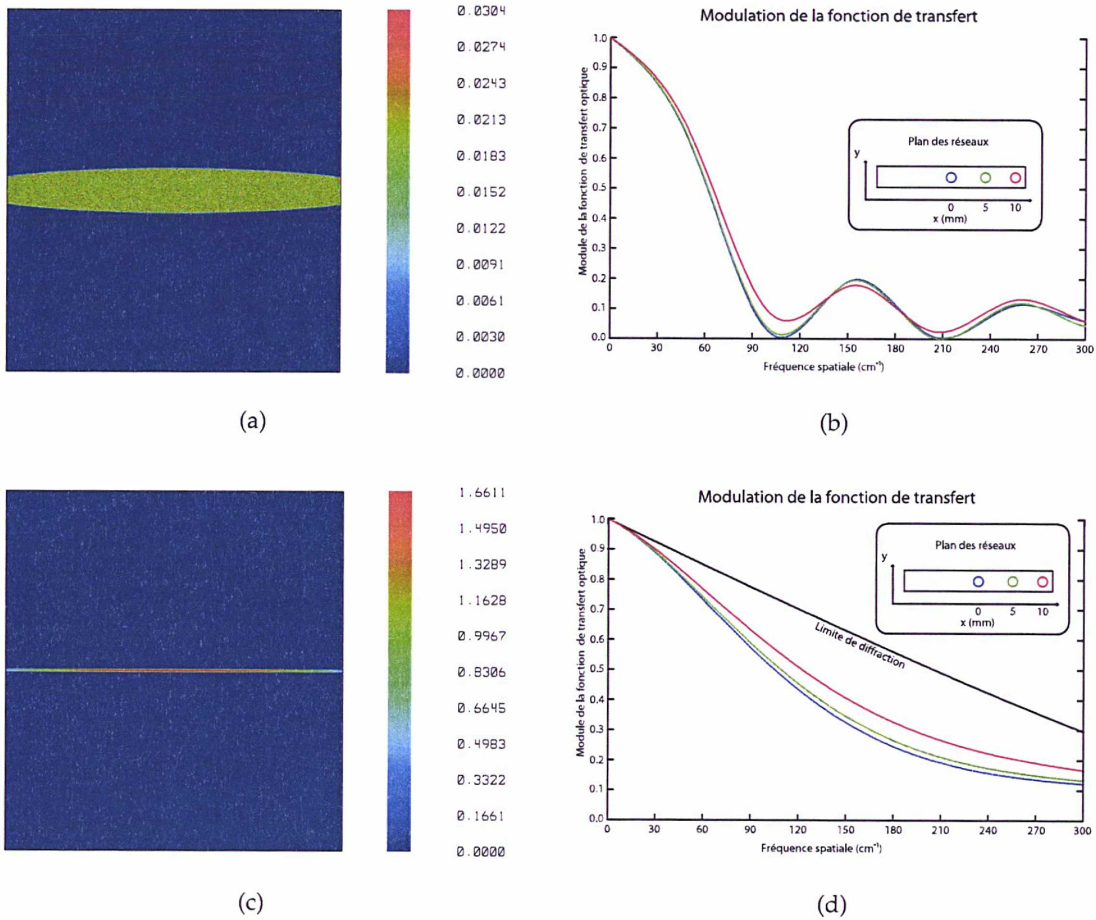 0.0304
0.0274
0.0243
0.0213
0.0183
0.0152
0.0122
0.0091
0.0061
0.0030
0.0000
(a)
Modulation de la fonction de transfert
Module de la fonction de transfert optique
1.0
0.9
0.8
0.7
0.6
0.5
0.4
0.3
0.2
0.1
0.0
0 30 60 90 120 150 180 210 240 270 300
Fréquence spatiale (cm⁻¹)
Plan des réseaux
y
0 5 10
x (mm)
(b)
1.6611
1.4950
1.3289
1.1628
0.9967
0.8306
0.6645
0.4983
0.3322
0.1661
0.0000
(c)
Modulation de la fonction de transfert
Module de la fonction de transfert optique
1.0
0.9
0.8
0.7
0.6
0.5
0.4
0.3
0.2
0.1
0.0
0 30 60 90 120 150 180 210 240 270 300
Fréquence spatiale (cm⁻¹)
Limite de diffraction
Plan des réseaux
y
0 5 10
x (mm)
(d)